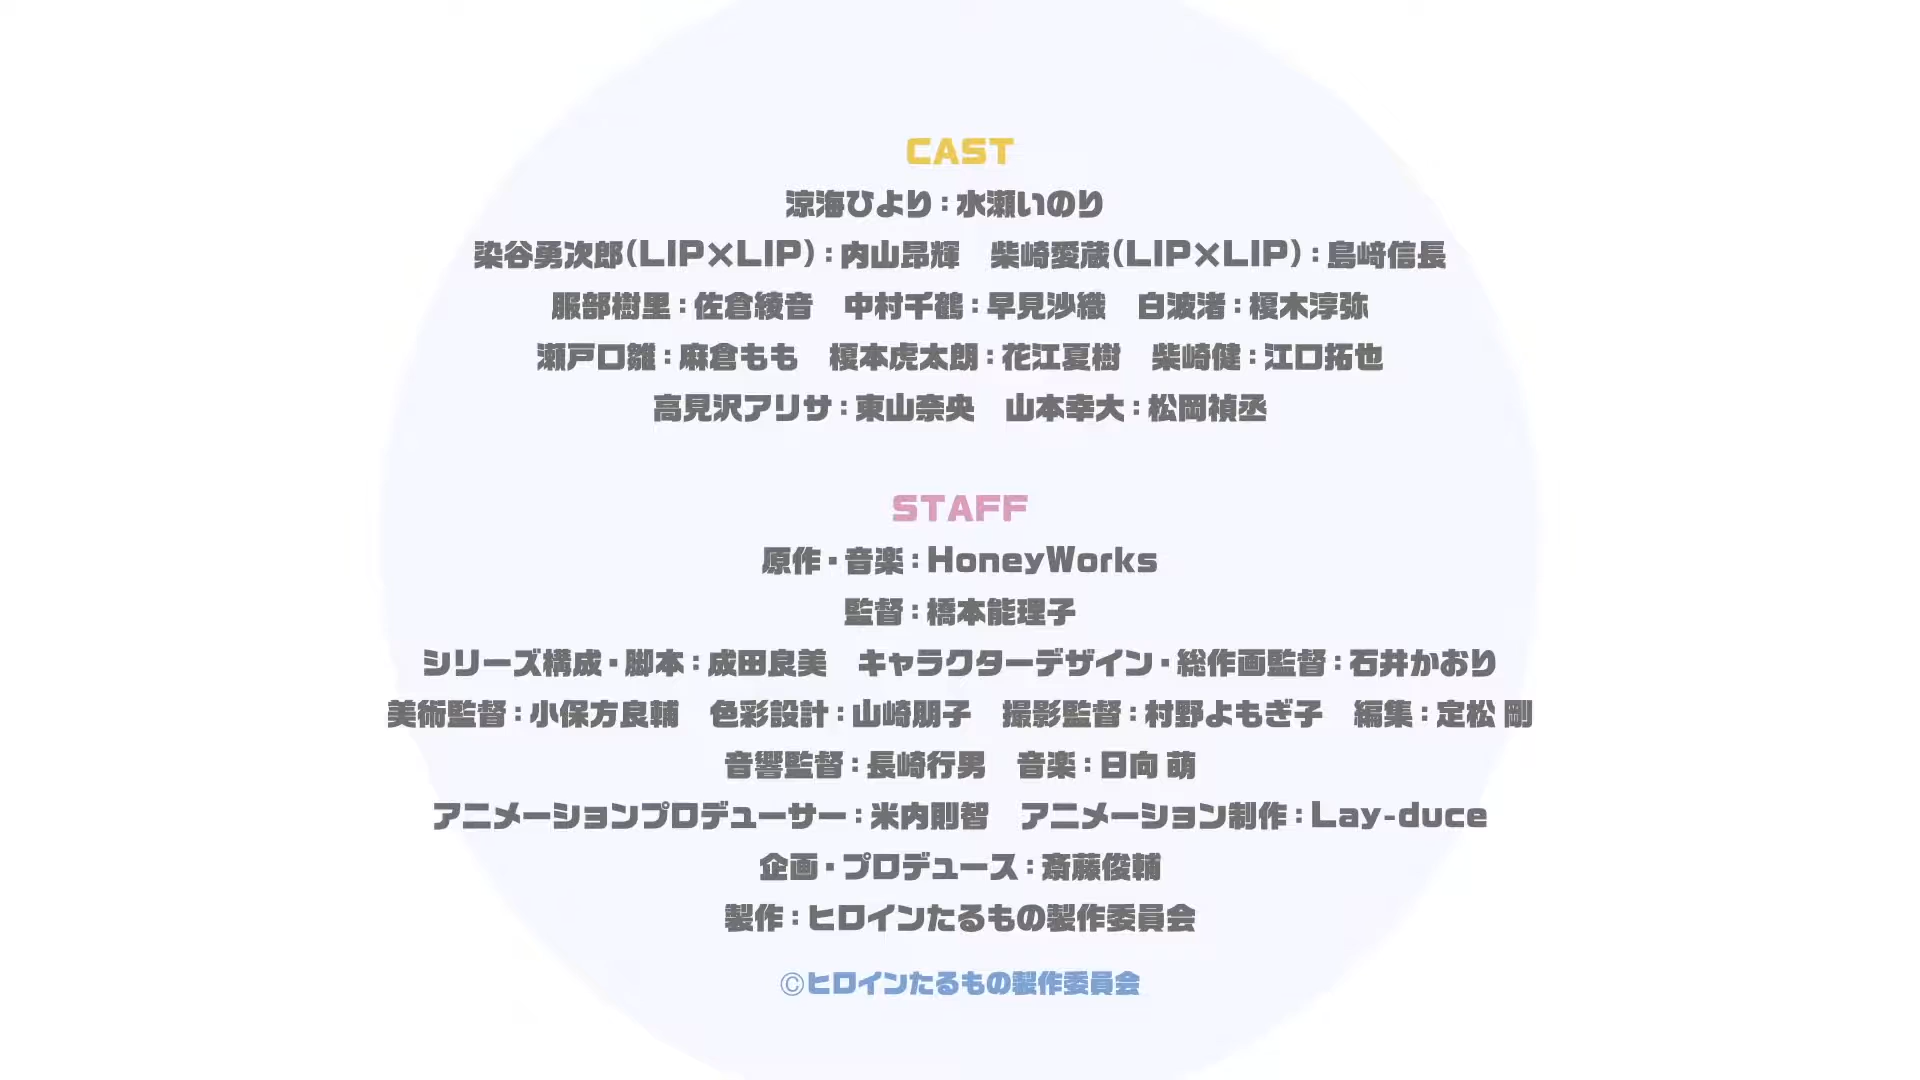 CAST
涼海ひより：水瀬いのり
染谷勇次郎（LIP×LIP）：内山昂輝　柴崎愛蔵（LIP×LIP）：島﨑信長
服部樹里：佐倉綾音　中村千鶴：早見沙織　白波渚：榎木淳弥
瀬戸口雛：麻倉もも　榎本虎太朗：花江夏樹　柴崎健：江口拓也
高見沢アリサ：東山奈央　山本幸大：松岡禎丞
STAFF
原作・音楽：HoneyWorks
監督：橋本能理子
シリーズ構成・脚本：成田良美　キャラクターデザイン・総作画監督：石井かおり
美術監督：小保方良輔　色彩設計：山崎朋子　撮影監督：村野よもぎ子　編集：定松 剛
音響監督：長崎行男　音楽：日向 萌
アニメーションプロデューサー：米内則智　アニメーション制作：Lay-duce
企画・プロデュース：斎藤俊輔
製作：ヒロインたるもの製作委員会
©ヒロインたるもの製作委員会